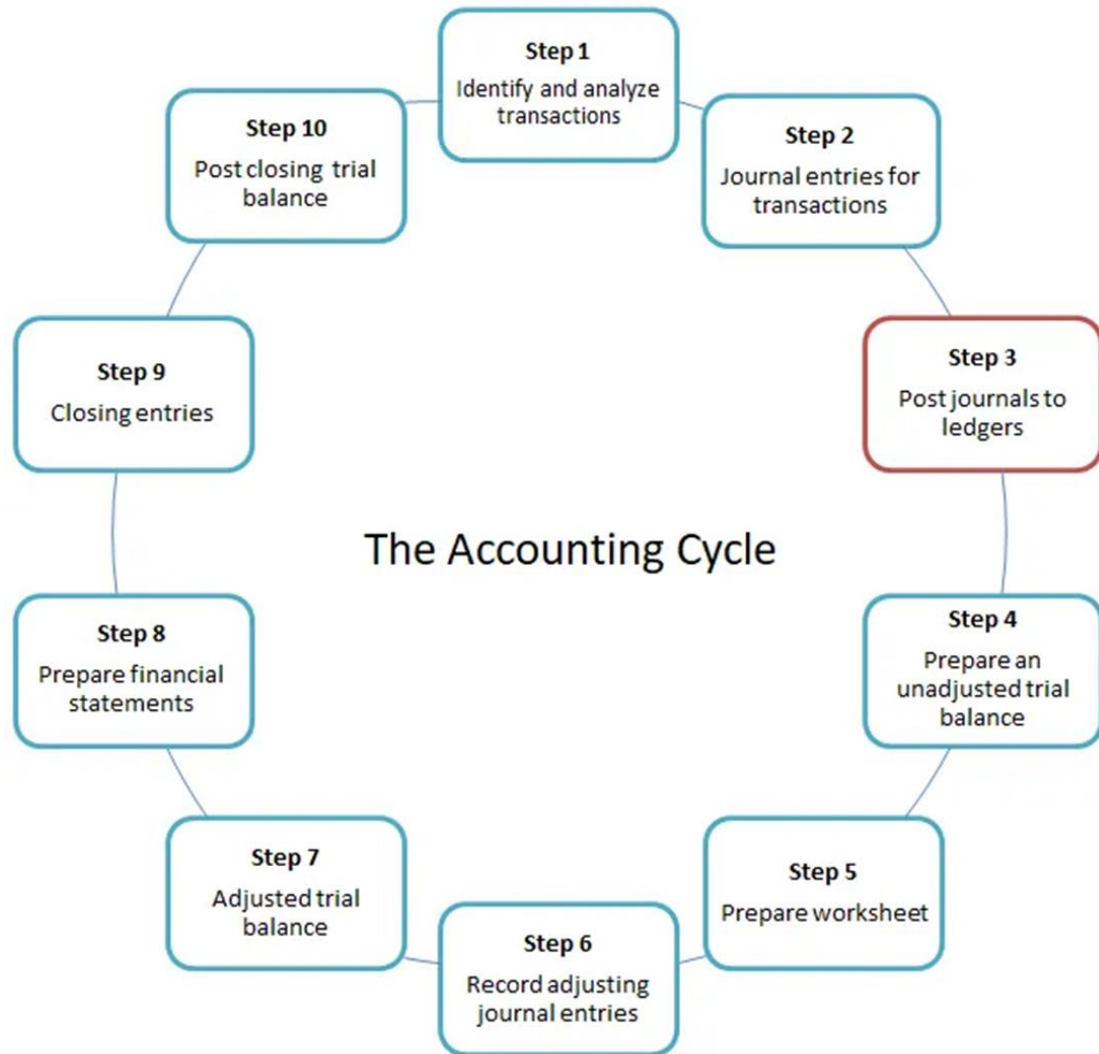 Step 1
Identify and analyze
transactions
Step 2
Journal entries for
transactions
Step 3
Post journals to
ledgers
Step 4
Prepare an
unadjusted trial
balance
Step 5
Prepare worksheet
Step 6
Record adjusting
journal entries
Step 7
Adjusted trial
balance
Step 8
Prepare financial
statements
Step 9
Closing entries
Step 10
Post closing trial
balance
The Accounting Cycle